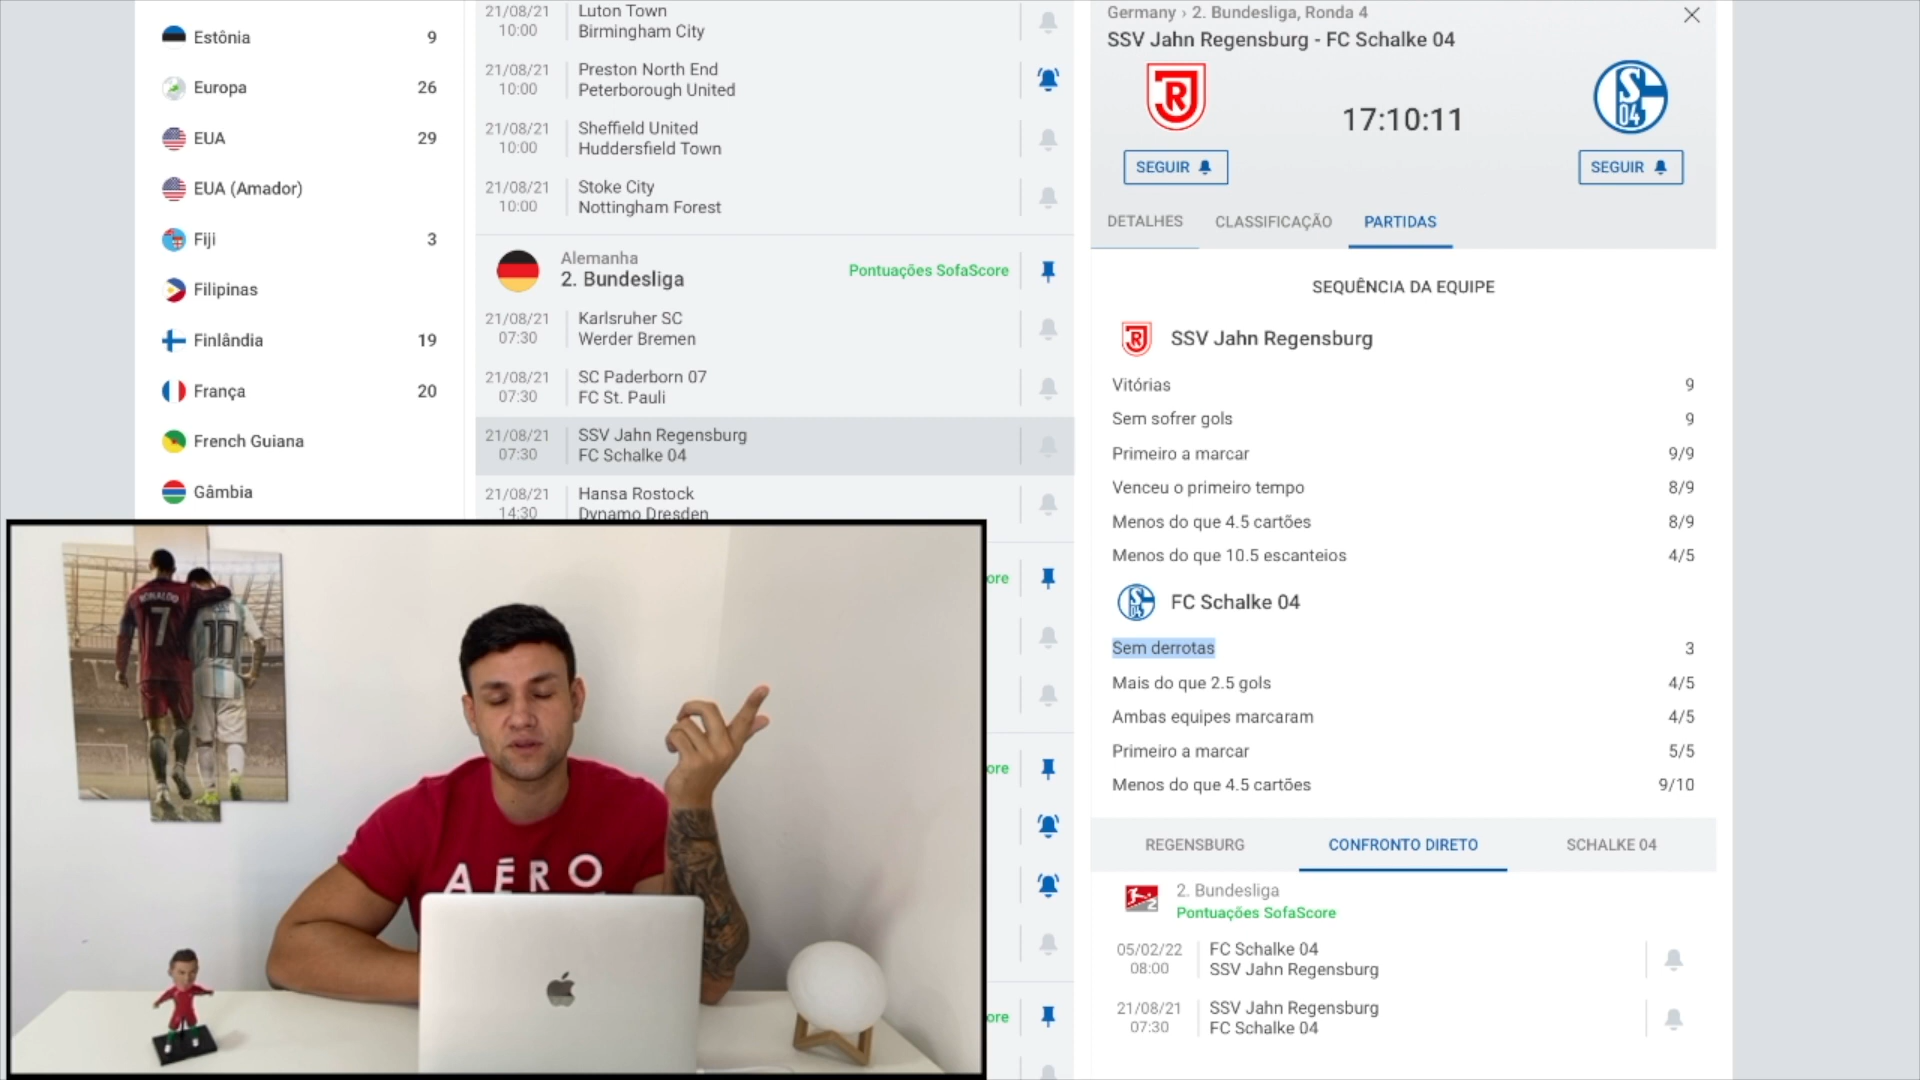 Estônia 9
Europa 26
EUA 29
EUA (Amador)
Fiji 3
Filipinas
Finlândia 19
França 20
French Guiana
Gâmbia
21/08/21 Luton Town
10:00 Birmingham City
21/08/21 Preston North End
10:00 Peterborough United
21/08/21 Sheffield United
10:00 Huddersfield Town
21/08/21 Stoke City
10:00 Nottingham Forest
Alemanha
2. Bundesliga Pontuações SofaScore
21/08/21 Karlsruher SC
07:30 Werder Bremen
21/08/21 SC Paderborn 07
07:30 FC St. Pauli
21/08/21 SSV Jahn Regensburg
07:30 FC Schalke 04
21/08/21 Hansa Rostock
14:30 Dynamo Dresden
ore
ore
ore
Germany › 2. Bundesliga, Ronda 4
SSV Jahn Regensburg - FC Schalke 04
17:10:11
SEGUIR SEGUIR
DETALHES CLASSIFICAÇÃO PARTIDAS
SEQUÊNCIA DA EQUIPE
SSV Jahn Regensburg
Vitórias 9
Sem sofrer gols 9
Primeiro a marcar 9/9
Venceu o primeiro tempo 8/9
Menos do que 4.5 cartões 8/9
Menos do que 10.5 escanteios 4/5
FC Schalke 04
Sem derrotas 3
Mais do que 2.5 gols 4/5
Ambas equipes marcaram 4/5
Primeiro a marcar 5/5
Menos do que 4.5 cartões 9/10
REGENSBURG CONFRONTO DIRETO SCHALKE 04
2. Bundesliga
Pontuações SofaScore
05/02/22 FC Schalke 04
08:00 SSV Jahn Regensburg
21/08/21 SSV Jahn Regensburg
07:30 FC Schalke 04
RONALDO
7
10
AÉRO